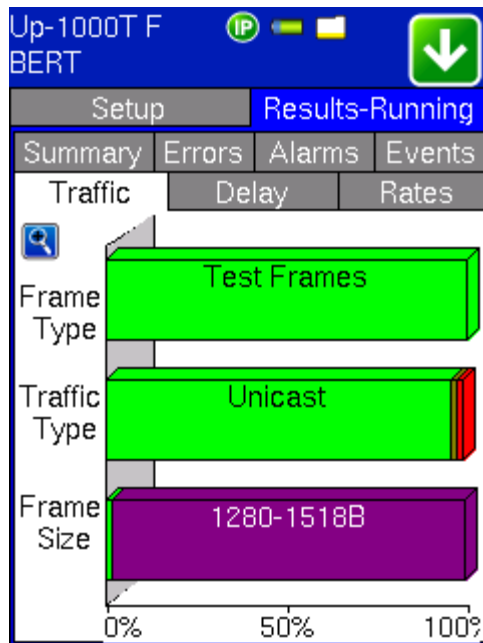 Up-1000T F
BERT
IP
Setup
Results-Running
Summary
Errors
Alarms
Events
Traffic
Delay
Rates
Frame
Type
Test Frames
Traffic
Type
Unicast
Frame
Size
1280-1518B
0%
50%
100%